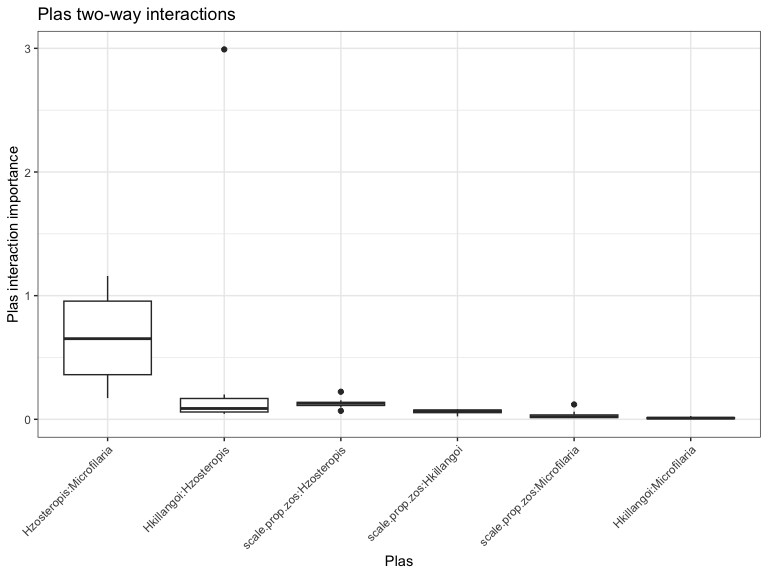 Plas two-way interactions
Plas interaction importance
3
2
1
0
Hzosteropis:Microfilaria
Hkillangoi:Hzosteropis
scale.prop.zos:Hzosteropis
scale.prop.zos:Hkillangoi
scale.prop.zos:Microfilaria
Hkillangoi:Microfilaria
Plas